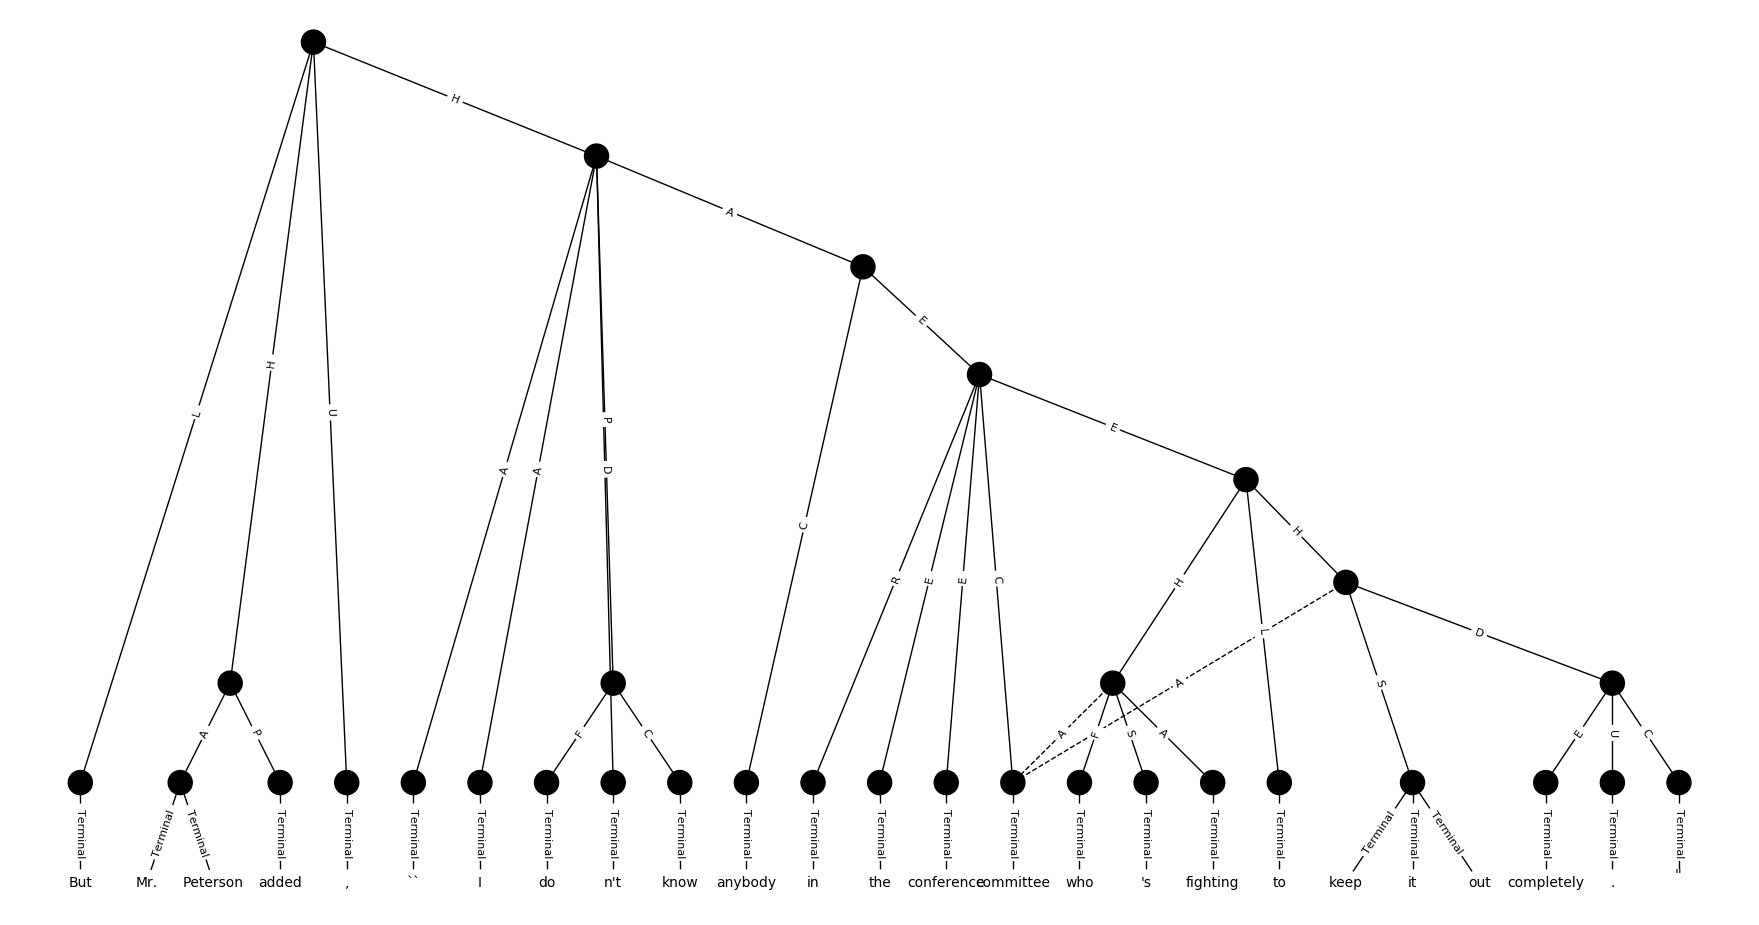 H
A
E
E
H
L
H
U
A
A
P
D
C
R
E
E
C
H
L
A
S
D
A
P
F
C
A
F
S
A
E
U
C
Terminal Terminal Terminal Terminal Terminal Terminal Terminal Terminal Terminal Terminal Terminal Terminal Terminal Terminal Terminal Terminal Terminal Terminal Terminal Terminal Terminal Terminal Terminal Terminal Terminal
But Mr. Peterson added , `` I do n't know anybody in the conference committee who 's fighting to keep it out completely . "